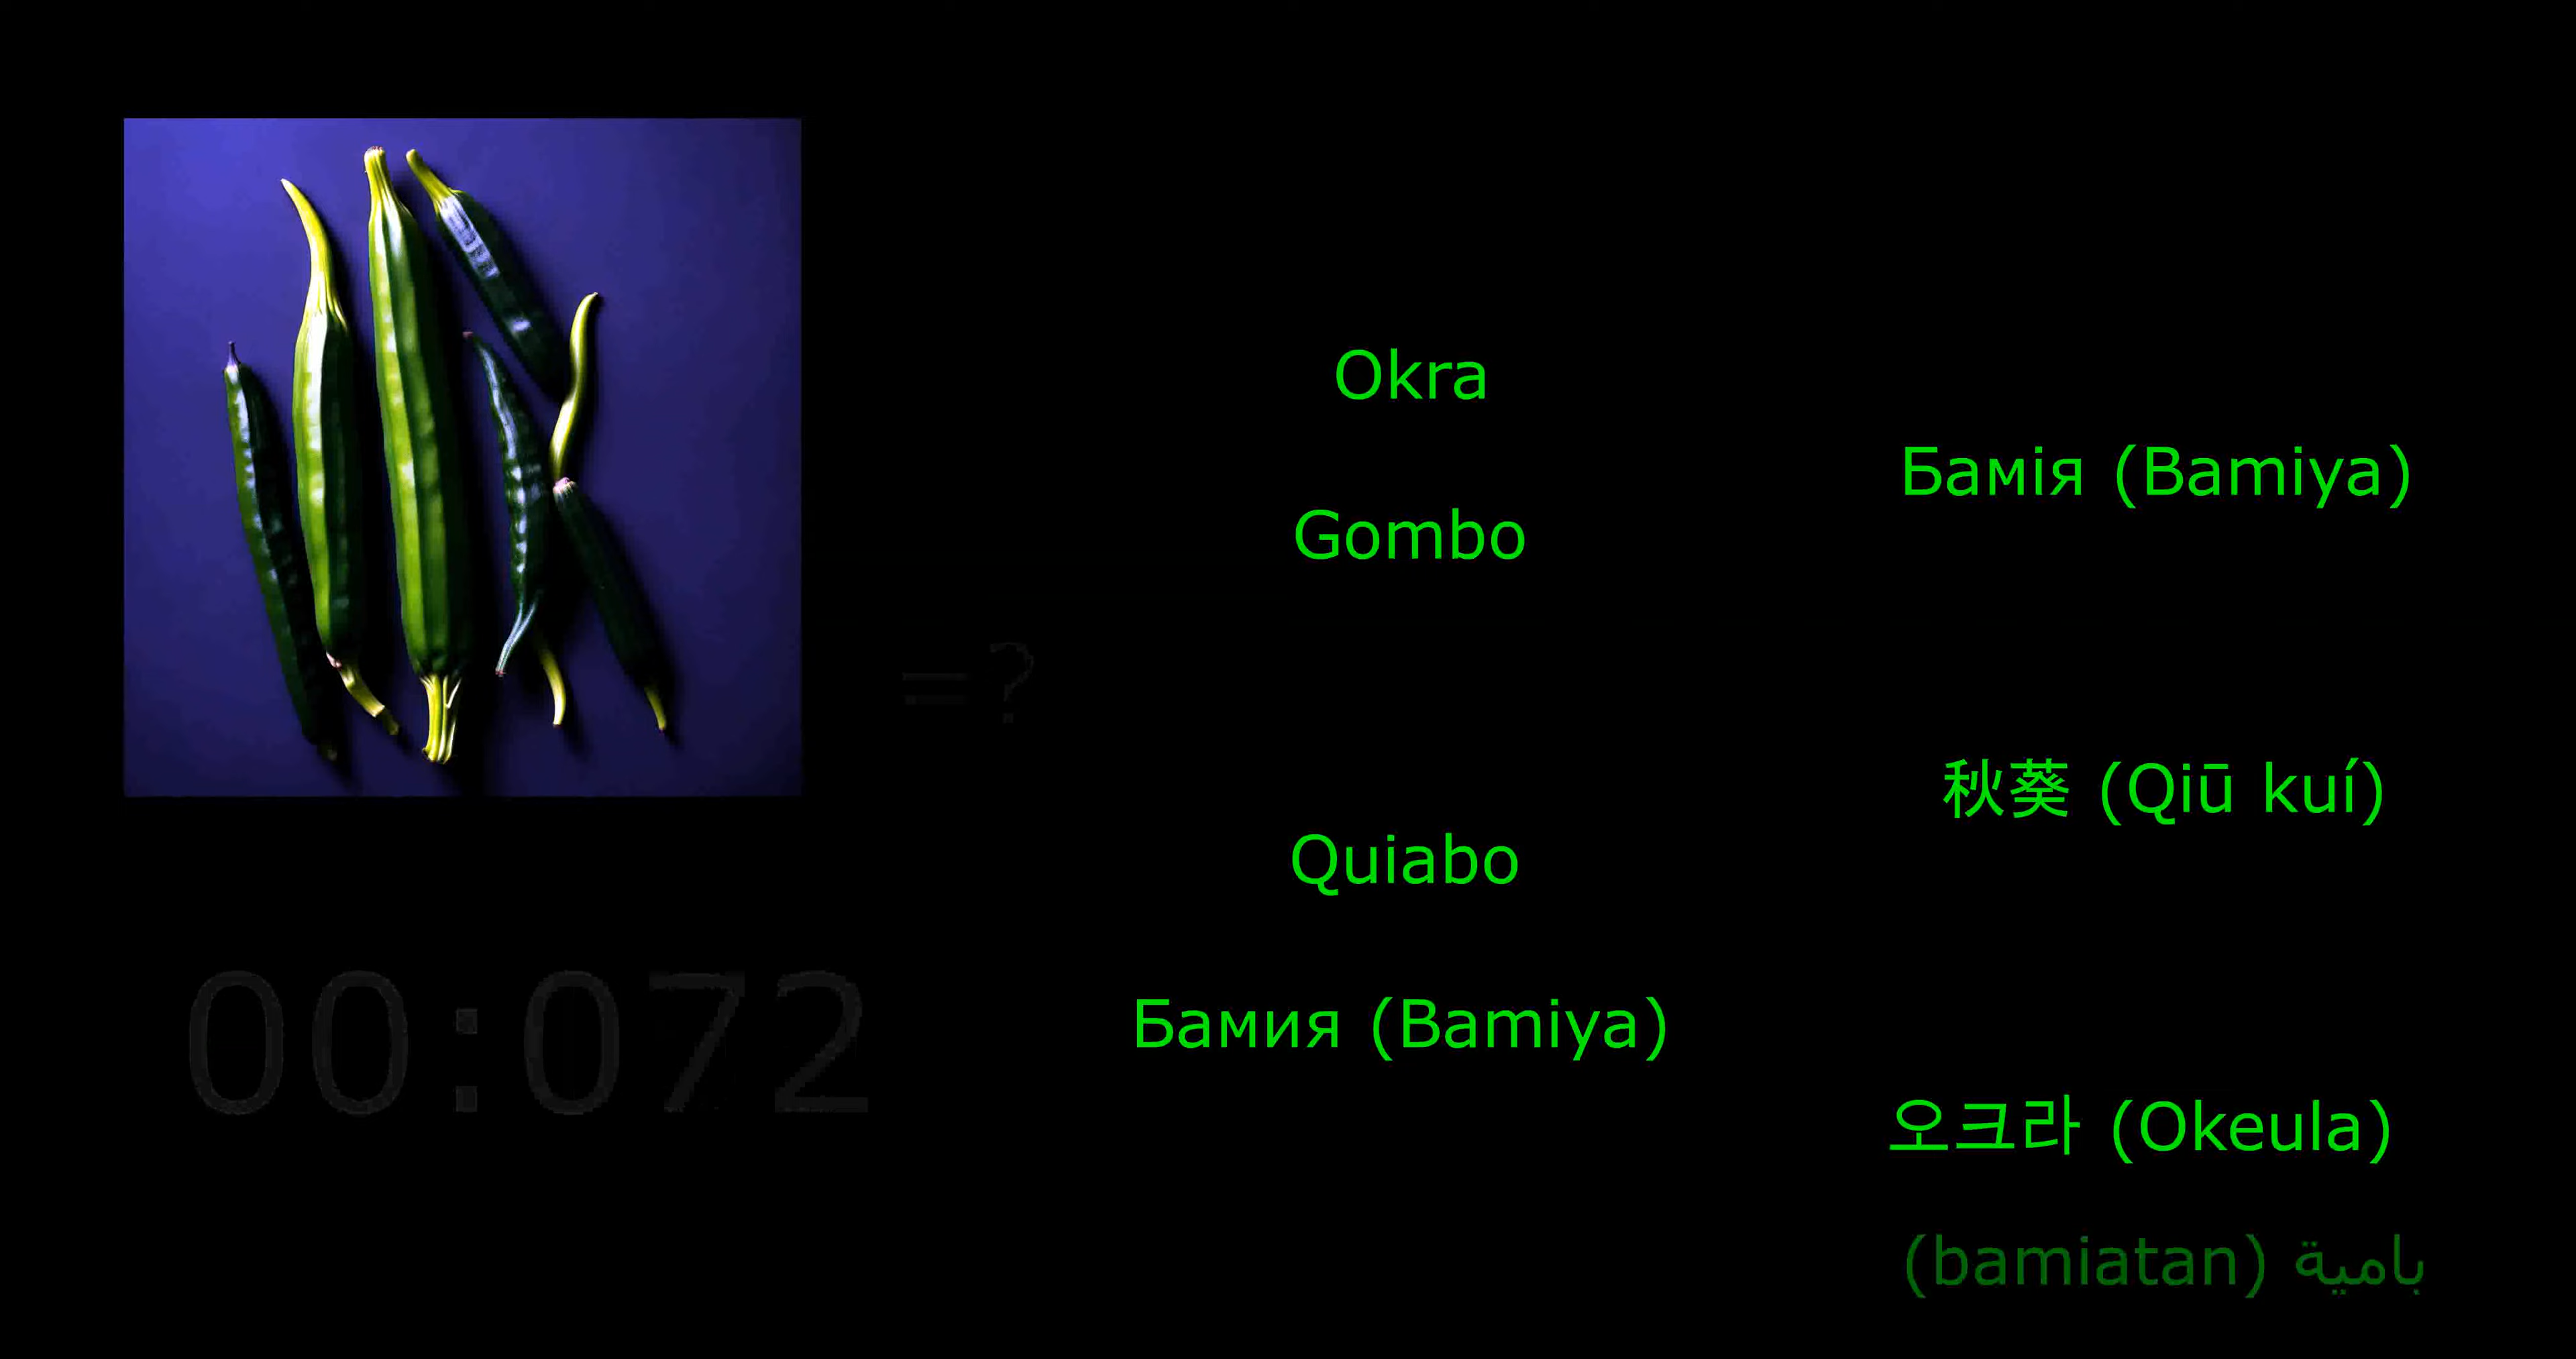 Okra
Gombo
Quiabo
Бамия (Bamiya)
Бамія (Bamiya)
秋葵 (Qiū kuí)
오크라 (Okeula)
بامية (bamiatan)
=?
00:072